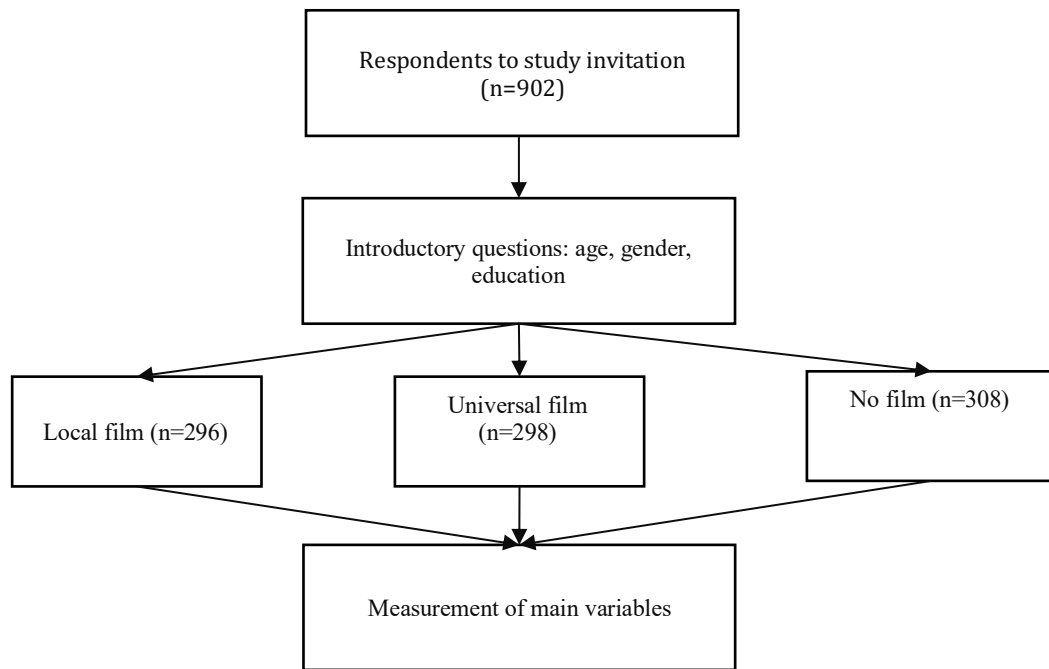 Respondents to study invitation
(n=902)
Introductory questions: age, gender,
education
Local film (n=296)
Universal film
(n=298)
No film (n=308)
Measurement of main variables